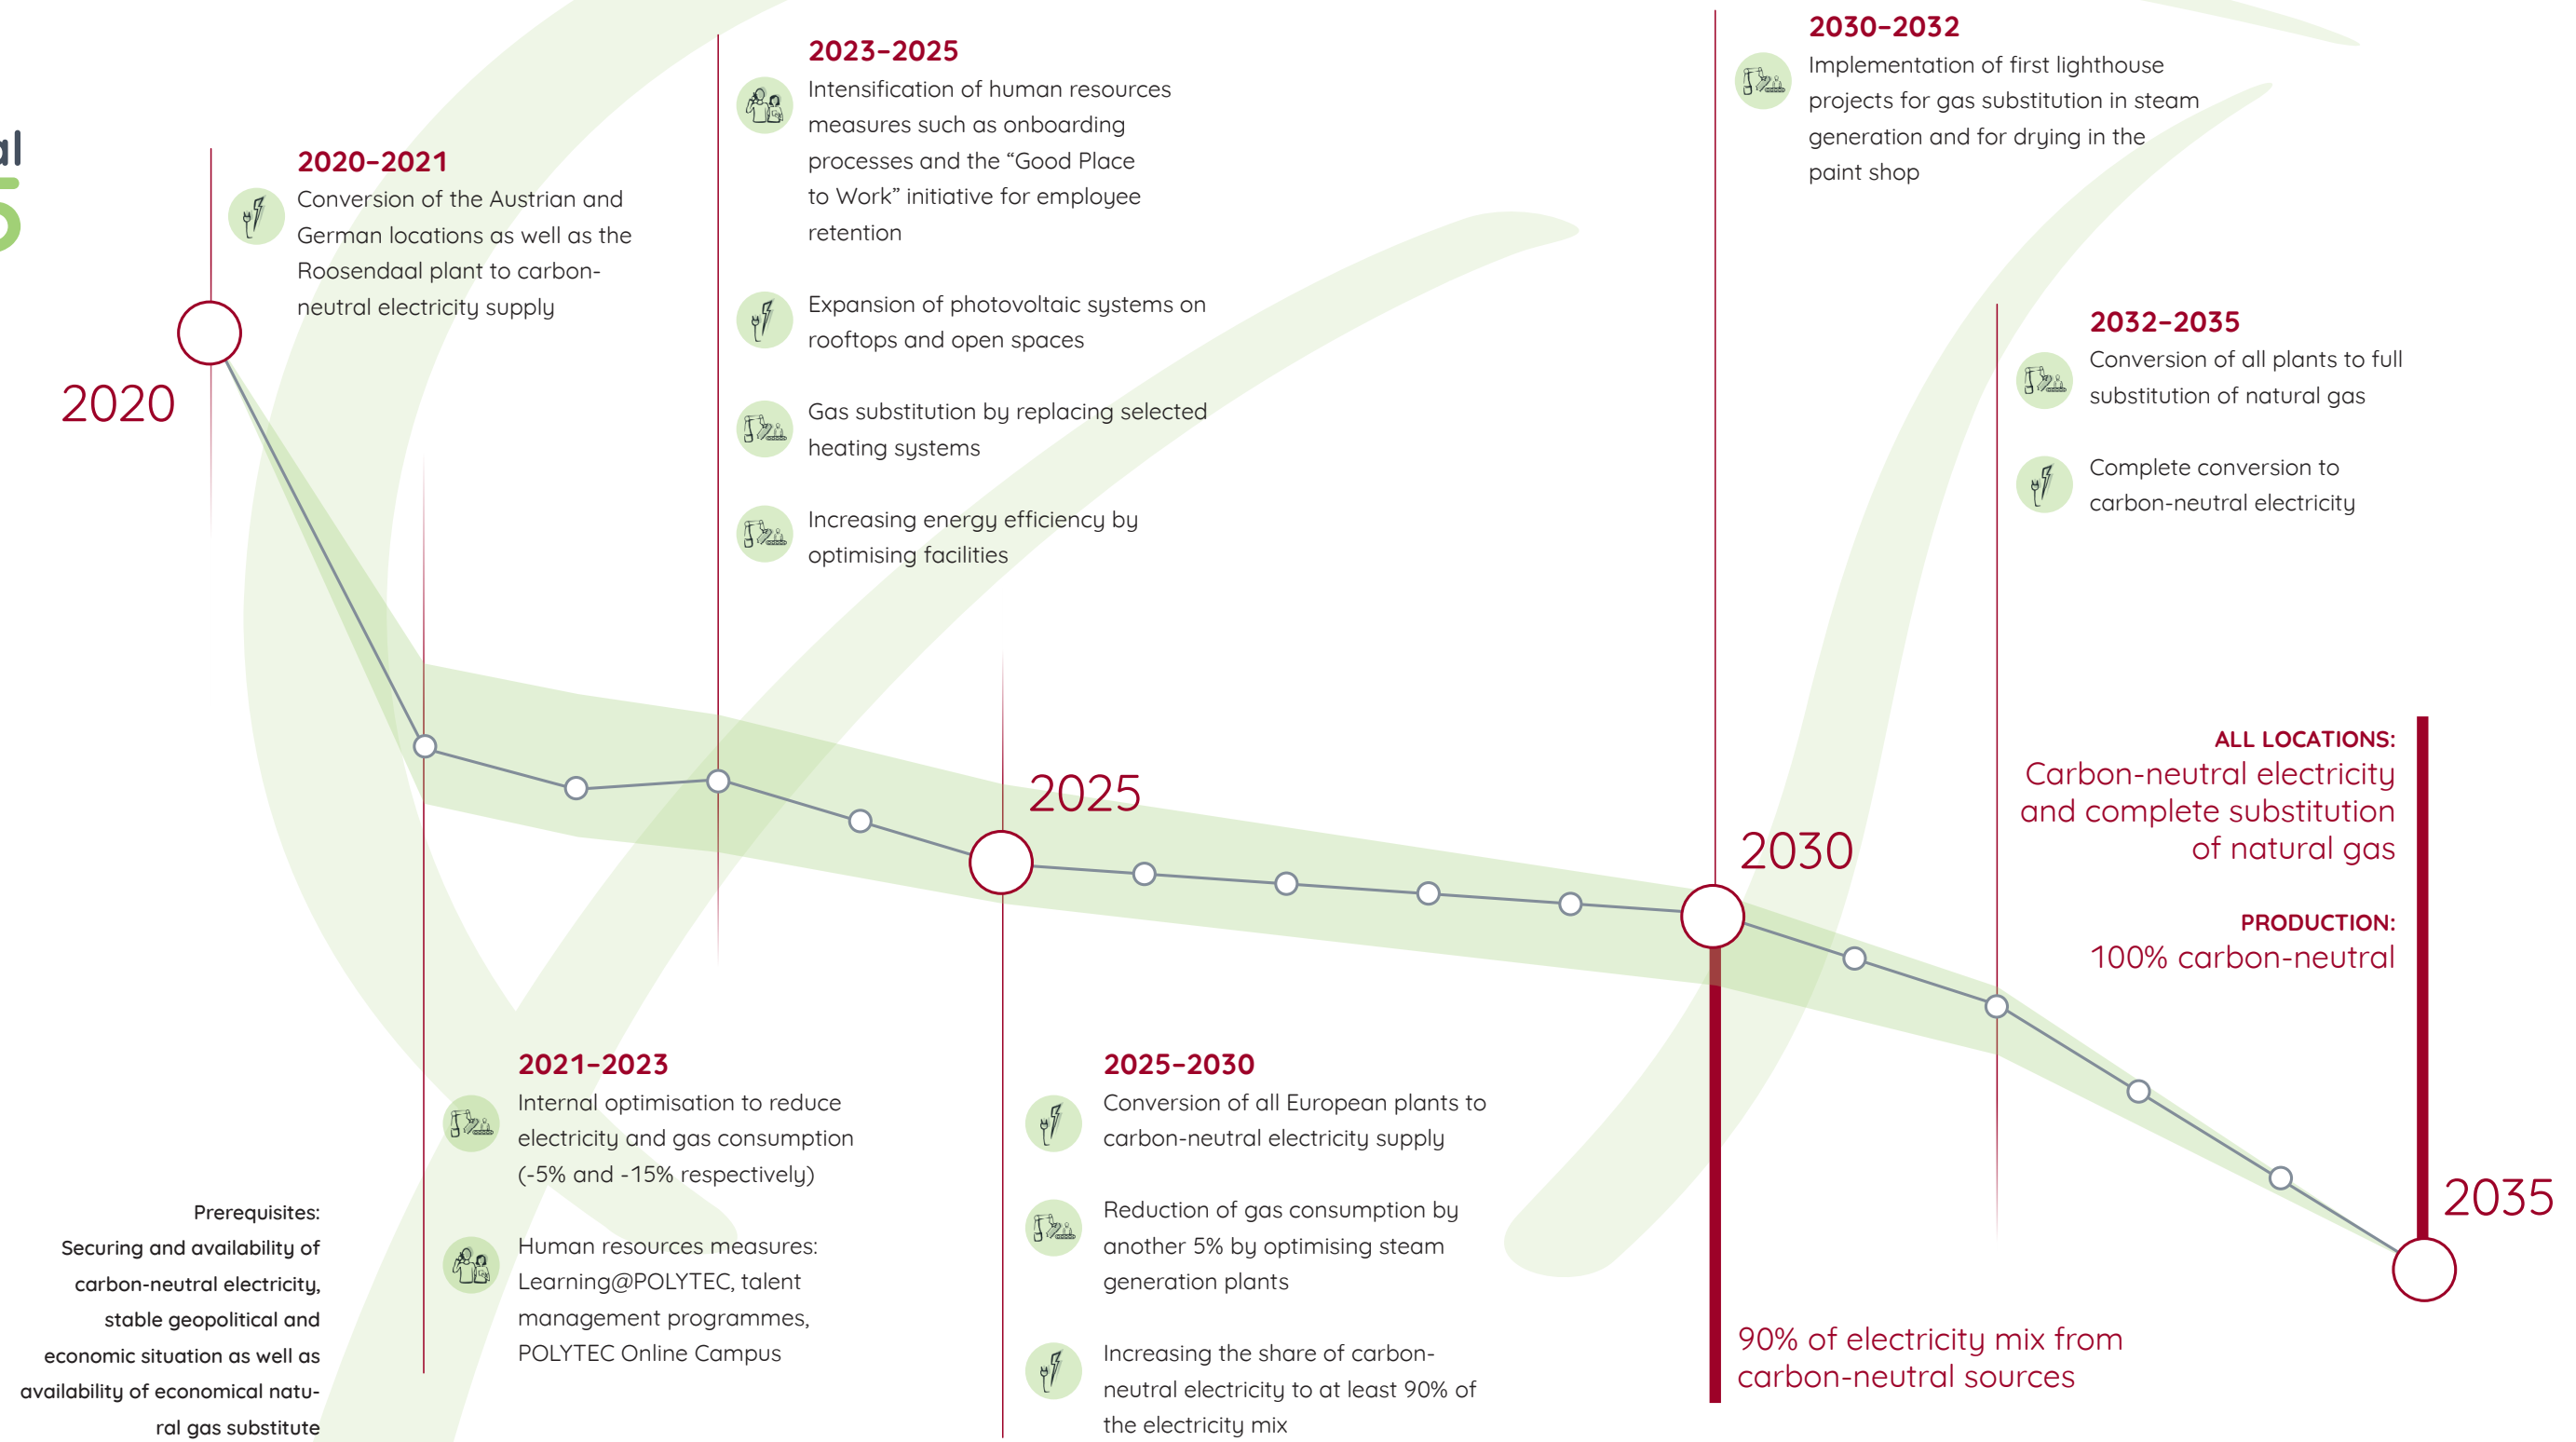 al
5
2020–2021
Conversion of the Austrian and
German locations as well as the
Roosendaal plant to carbon-
neutral electricity supply
2020
2023–2025
Intensification of human resources
measures such as onboarding
processes and the “Good Place
to Work” initiative for employee
retention
Expansion of photovoltaic systems on
rooftops and open spaces
Gas substitution by replacing selected
heating systems
Increasing energy efficiency by
optimising facilities
2030–2032
Implementation of first lighthouse
projects for gas substitution in steam
generation and for drying in the
paint shop
2032–2035
Conversion of all plants to full
substitution of natural gas
Complete conversion to
carbon-neutral electricity
2025
2030
ALL LOCATIONS:
Carbon-neutral electricity
and complete substitution
of natural gas
PRODUCTION:
100% carbon-neutral
2035
Prerequisites:
Securing and availability of
carbon-neutral electricity,
stable geopolitical and
economic situation as well as
availability of economical natu-
ral gas substitute
2021–2023
Internal optimisation to reduce
electricity and gas consumption
(-5% and -15% respectively)
Human resources measures:
Learning@POLYTEC, talent
management programmes,
POLYTEC Online Campus
2025–2030
Conversion of all European plants to
carbon-neutral electricity supply
Reduction of gas consumption by
another 5% by optimising steam
generation plants
Increasing the share of carbon-
neutral electricity to at least 90% of
the electricity mix
90% of electricity mix from
carbon-neutral sources